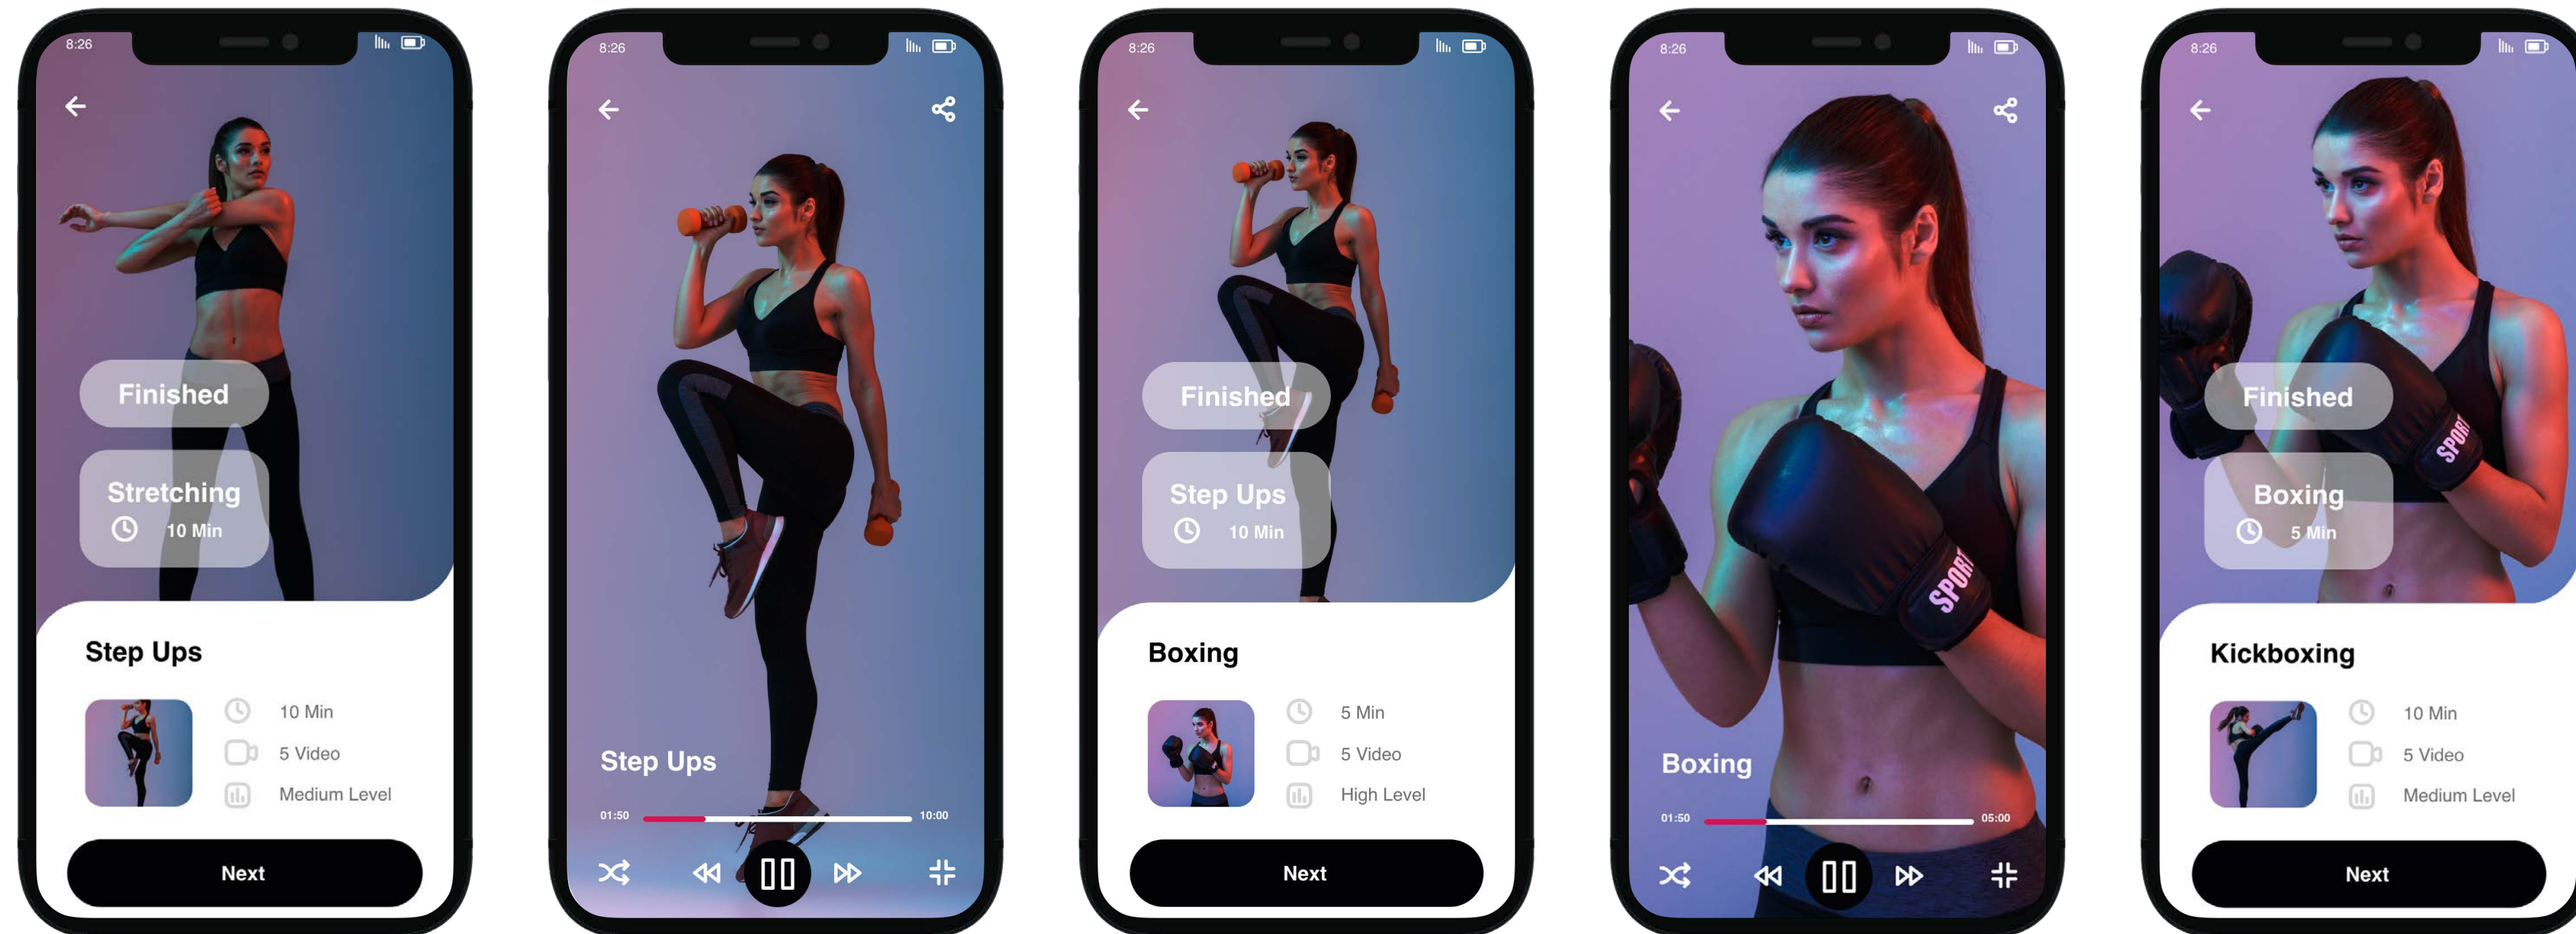 8:26
Finished
Stretching
10 Min
Step Ups
10 Min
5 Video
Medium Level
Next
8:26
Step Ups
01:50
10:00
8:26
Finished
Step Ups
10 Min
Boxing
5 Min
5 Video
High Level
Next
8:26
SPORT
Boxing
01:50
05:00
8:26
Finished
SPORT
Boxing
5 Min
Kickboxing
10 Min
5 Video
Medium Level
Next